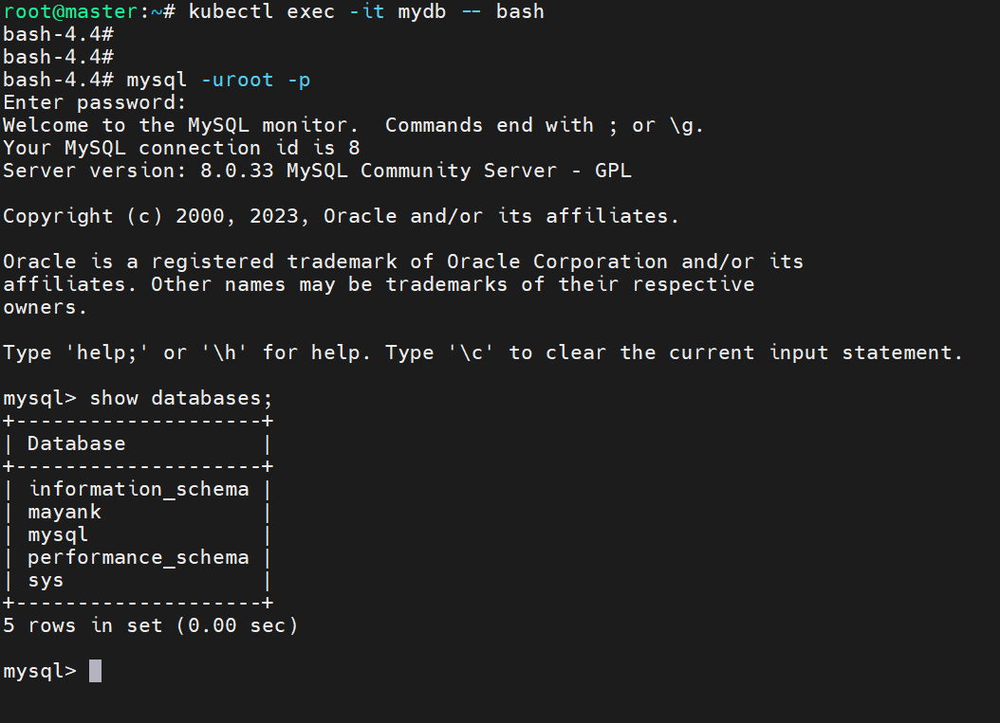 root@master:~# kubectl exec -it mydb -- bash
bash-4.4#
bash-4.4#
bash-4.4# mysql -uroot -p
Enter password:
Welcome to the MySQL monitor.  Commands end with ; or \g.
Your MySQL connection id is 8
Server version: 8.0.33 MySQL Community Server - GPL

Copyright (c) 2000, 2023, Oracle and/or its affiliates.

Oracle is a registered trademark of Oracle Corporation and/or its
affiliates. Other names may be trademarks of their respective
owners.

Type 'help;' or '\h' for help. Type '\c' to clear the current input statement.

mysql> show databases;
+--------------------+
| Database           |
+--------------------+
| information_schema |
| mayank             |
| mysql              |
| performance_schema |
| sys                |
+--------------------+
5 rows in set (0.00 sec)

mysql>